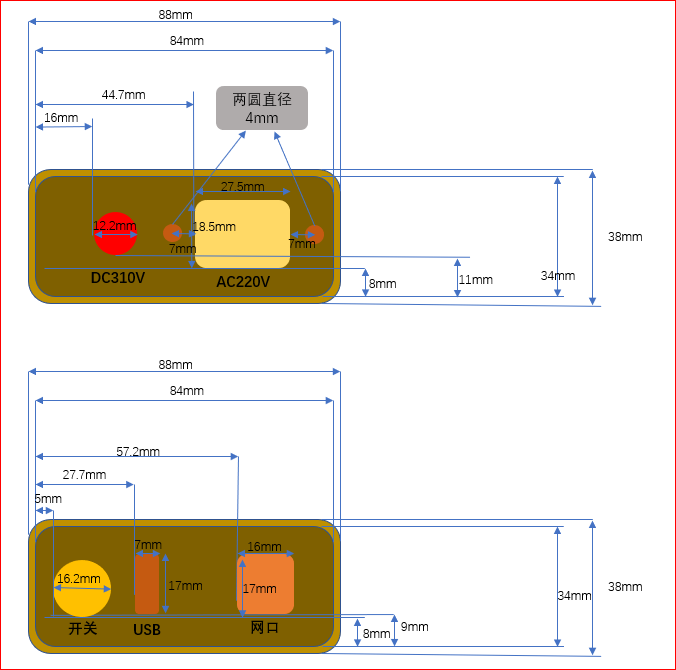 88mm
84mm
44.7mm
两圆直径
4mm
16mm
27.5mm
12.2mm
18.5mm
7mm
7mm
38mm
DC310V
AC220V
8mm
11mm
34mm
88mm
84mm
57.2mm
27.7mm
5mm
7mm
16mm
16.2mm
17mm
17mm
34mm
38mm
开关
USB
网口
8mm
9mm